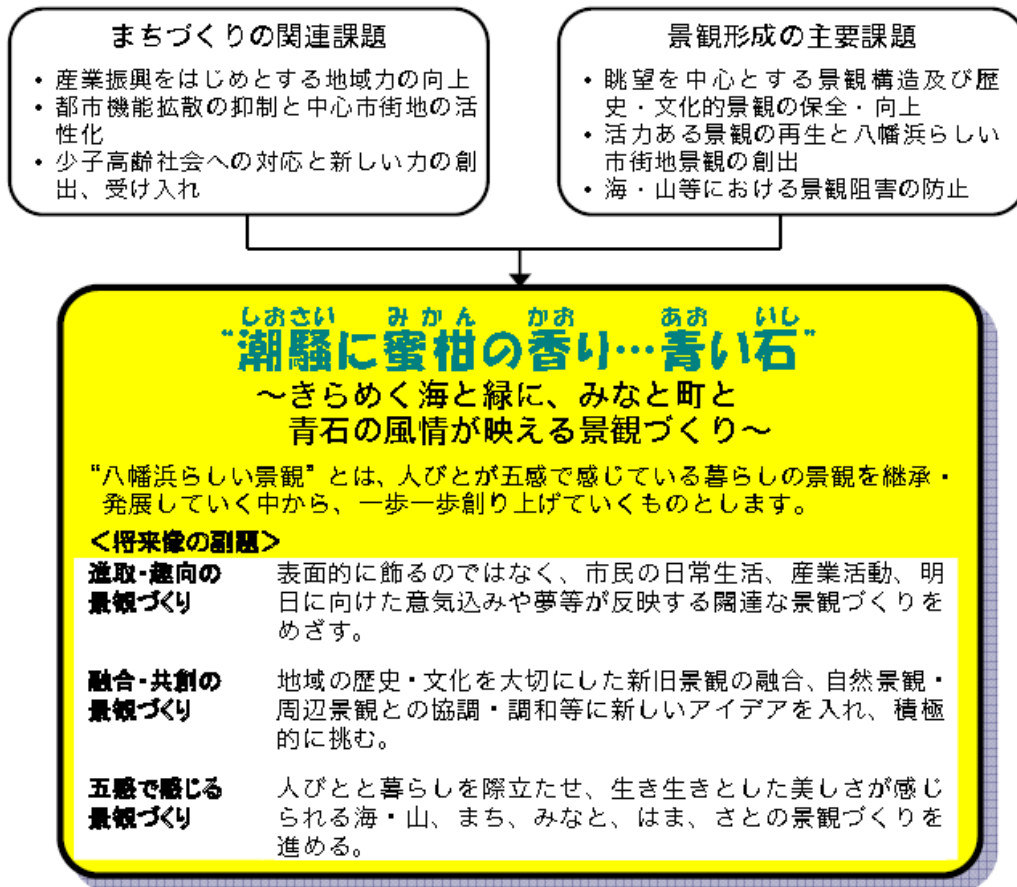 まちづくりの関連課題
• 産業振興をはじめとする地域力の向上
• 都市機能拡散の抑制と中心市街地の活
性化
• 少子高齢社会への対応と新しい力の創
出、受け入れ
景観形成の主要課題
• 眺望を中心とする景観構造及び歴
史・文化的景観の保全・向上
• 活力ある景観の再生と八幡浜らしい
市街地景観の創出
• 海・山等における景観阻害の防止
しおさい みかん かお あお いし
“潮騒に蜜柑の香り…青い石”
～きらめく海と緑に、みなと町と
青石の風情が映える景観づくり～
“八幡浜らしい景観”とは、人びとが五感で感じている暮らしの景観を継承・
発展していく中から、一歩一歩創り上げていくものとします。
＜将来像の副題＞
進取・趣向の
景観づくり
表面的に飾るのではなく、市民の日常生活、産業活動、明
日に向けた意気込みや夢等が反映する闊達な景観づくりを
めざす。
融合・共創の
景観づくり
地域の歴史・文化を大切にした新旧景観の融合、自然景観・
周辺景観との協調・調和等に新しいアイデアを入れ、積極
的に挑む。
五感で感じる
景観づくり
人びとと暮らしを際立たせ、生き生きとした美しさが感じ
られる海・山、まち、みなと、はま、さとの景観づくりを
進める。